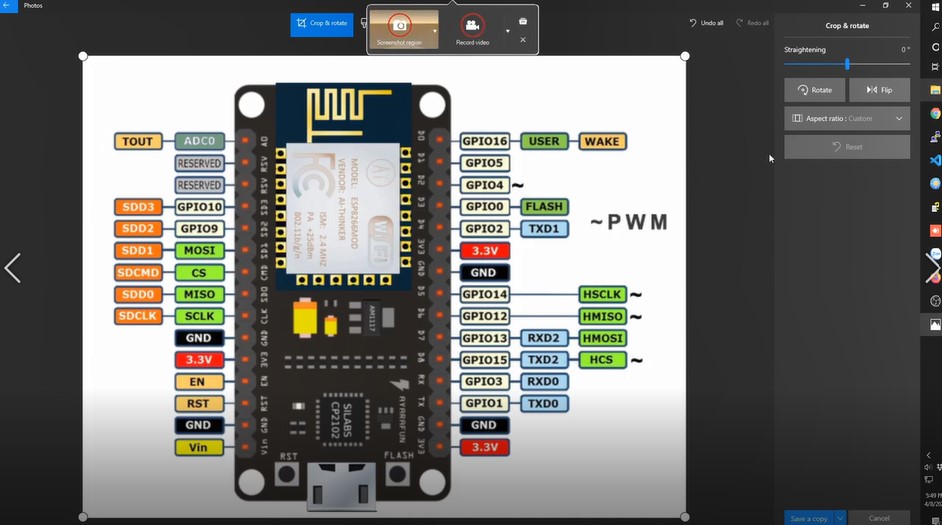 Photos
Crop & rotate
Screenshot region
Record video
Undo all
Redo all
Crop & rotate
Straightening
0°
Rotate
Flip
Aspect ratio : Custom
Reset
TOUT ADC0 A0 D0 GPIO16 USER WAKE
RESERVED RSV D1 GPIO5
RESERVED RSV D2 GPIO4 ~
SDD3 GPIO10 SD3 D3 GPIO0 FLASH
SDD2 GPIO9 SD2 D4 GPIO2 TXD1
~PWM
SDD1 MOSI SD1 3V3 3.3V
SDCMD CS CMD GND GND
SDD0 MISO SD0 D5 GPIO14 HSCLK ~
SDCLK SCLK CLK D6 GPIO12 HMISO ~
GND GND D7 GPIO13 RXD2 HMOSI
3.3V 3V3 D8 GPIO15 TXD2 HCS ~
EN EN RX GPIO3 RXD0
RST RST TX GPIO1 TXD0
GND GND GND GND
Vin Vin 3V3 3.3V
MODEL: ESP8266MOD
VENDOR: AI-THINKER
ISM: 2.4 MHZ
PA +25dBm
802.11b/g/n
FC
AI
WiFi
AM1117
SILABS
CP2102
AYARAFUN
RST
FLASH
Save a copy
Cancel
5:49